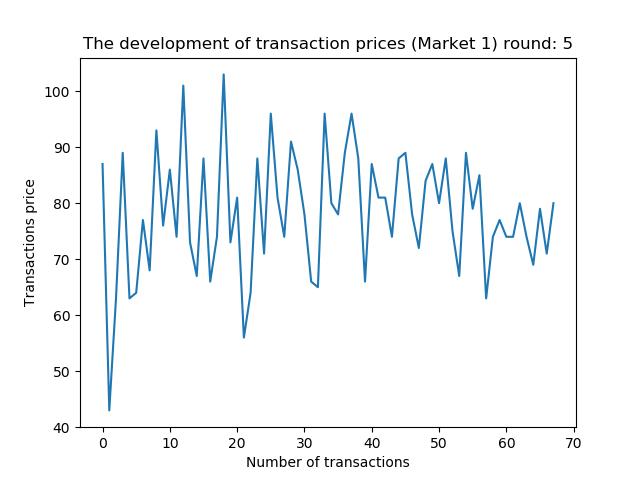 The development of transaction prices (Market 1) round: 5
100
90
80
70
60
50
40
Transactions price
0 10 20 30 40 50 60 70
Number of transactions